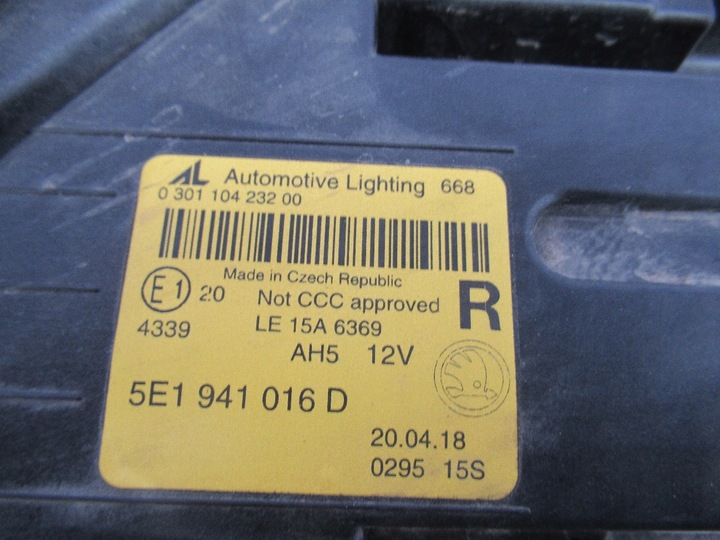 AL Automotive Lighting 668
0 301 104 232 00
Made in Czech Republic
E1 20 Not CCC approved R
4339 LE 15A 6369
AH5 12V
5E1 941 016 D
20.04.18
0295 15S